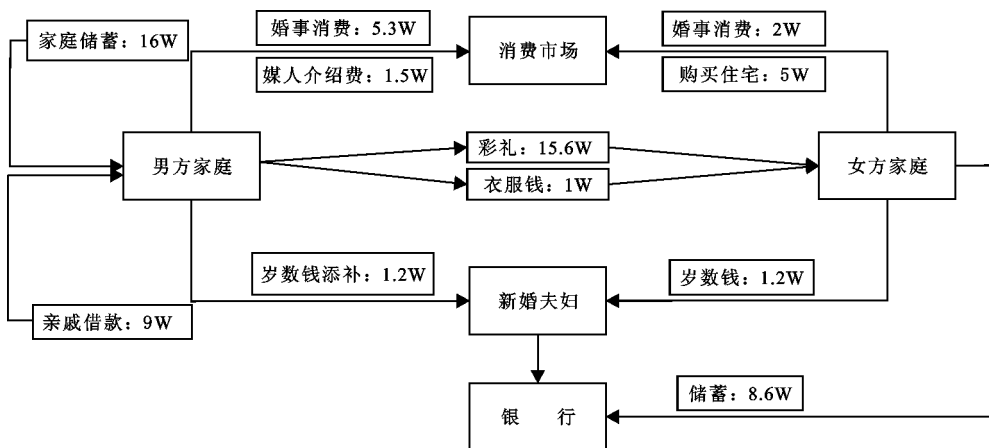 家庭储蓄：16W
婚事消费：5.3W
消费市场
婚事消费：2W
媒人介绍费：1.5W
购买住宅：5W
男方家庭
彩礼：15.6W
衣服钱：1W
女方家庭
岁数钱添补：1.2W
新婚夫妇
岁数钱：1.2W
亲戚借款：9W
银 行
储蓄：8.6W